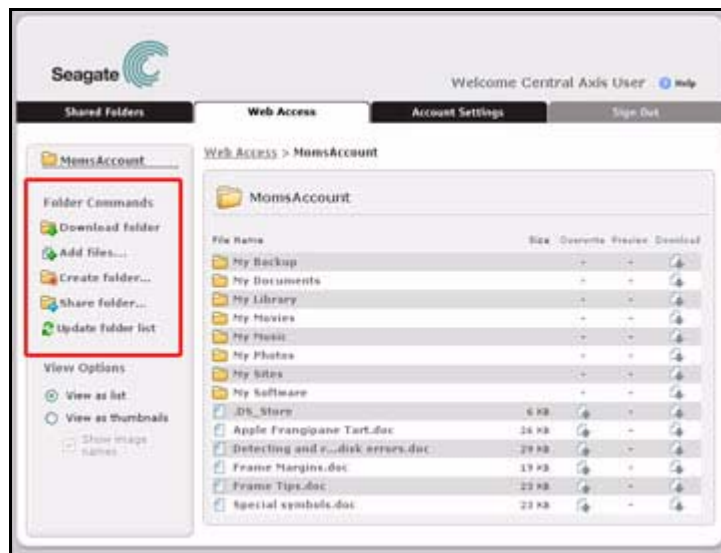 Seagate
Welcome Central Axis User Help
Shared Folders Web Access Account Settings Sign Out
MomsAccount
Web Access > MomsAccount
Folder Commands
Download folder
Add files...
Create folder...
Share folder...
Update folder list
View Options
View as list
View as thumbnails
Show image names
MomsAccount
File Name Size Overwrite Preview Download
My Backup - -
My Documents - -
My Library - -
My Movies - -
My Music - -
My Photos - -
My Sites - -
My Software - -
.DS_Store 6 KB -
Apple Frangipane Tart.doc 26 KB -
Detecting and r...disk errors.doc 29 KB -
Frame Margins.doc 19 KB -
Frame Tips.doc 23 KB -
Special symbols.doc 23 KB -